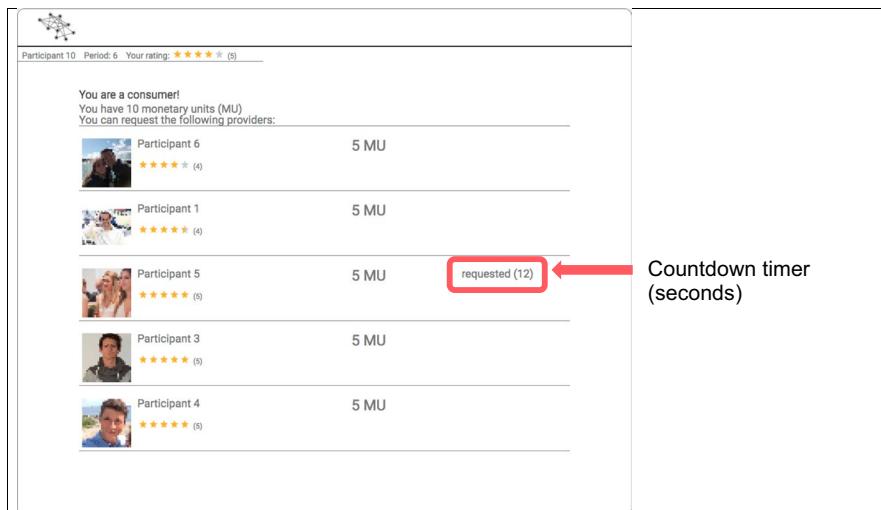 Participant 10 Period: 6 Your rating: (5)
You are a consumer!
You have 10 monetary units (MU)
You can request the following providers:
Participant 6 5 MU
(4)
Participant 1 5 MU
(4)
Participant 5 5 MU requested (12)
(5)
Participant 3 5 MU
(5)
Participant 4 5 MU
(5)
Countdown timer
(seconds)